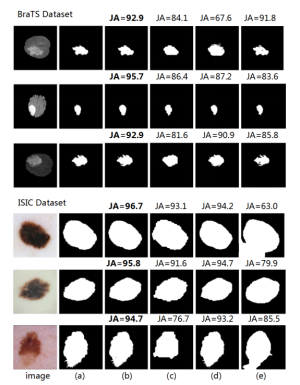 BraTS Dataset
JA=92.9 JA=84.1 JA=67.6 JA=91.8
JA=95.7 JA=86.4 JA=87.2 JA=83.6
JA=92.9 JA=81.6 JA=90.9 JA=85.8
ISIC Dataset
JA=96.7 JA=93.1 JA=94.2 JA=63.0
JA=95.8 JA=91.6 JA=94.7 JA=79.9
JA=94.7 JA=76.7 JA=93.2 JA=85.5
image (a) (b) (c) (d) (e)